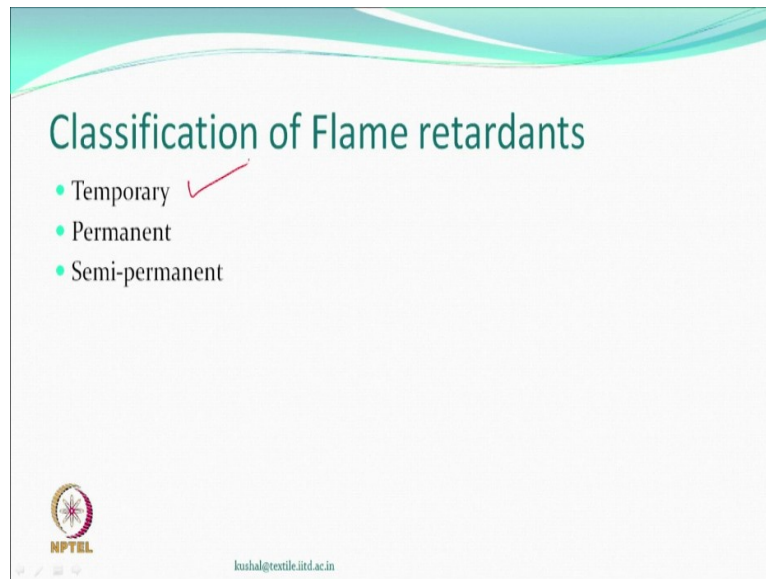 Classification of Flame retardants
Temporary
Permanent
Semi-permanent
NPTEL
kushal@textile.iitd.ac.in